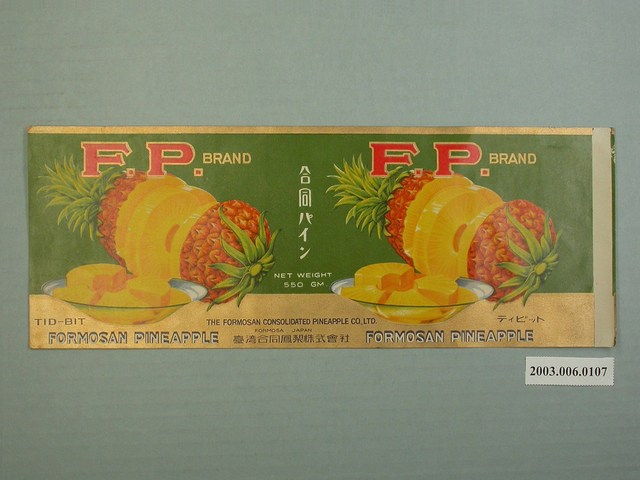 F.P. BRAND
合同パイン
NET WEIGHT
550 GM.
F.P. BRAND
TID-BIT
FORMOSAN PINEAPPLE
THE FORMOSAN CONSOLIDATED PINEAPPLE CO., LTD.
FORMOSA JAPAN
臺湾合同鳳梨株式會社
ティビット
FORMOSAN PINEAPPLE
2003.006.0107